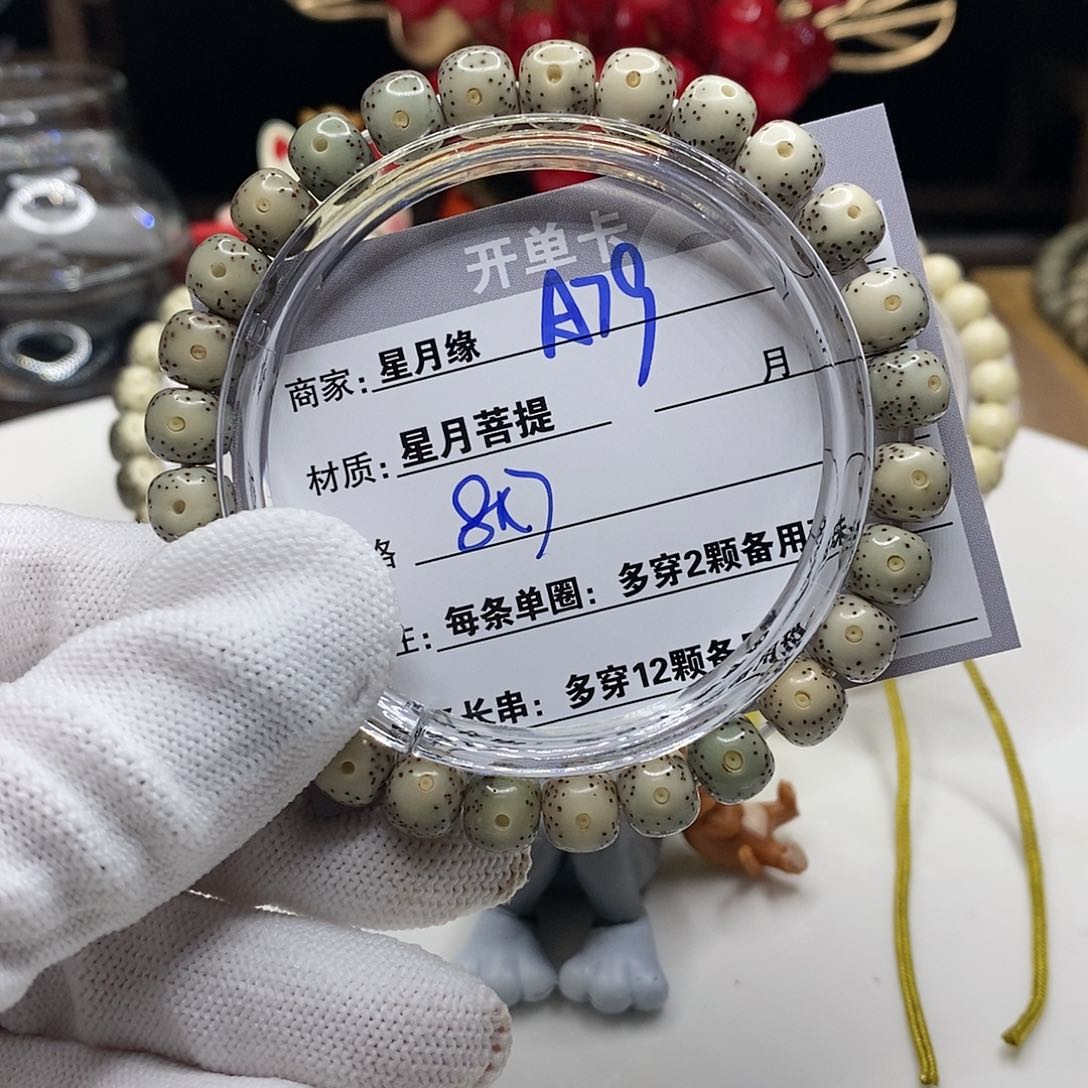 开单卡
A79
商家：星月缘
月
材质：星月菩提
格 8x7
注：每条单圈：多穿2颗备用
长串：多穿12颗备